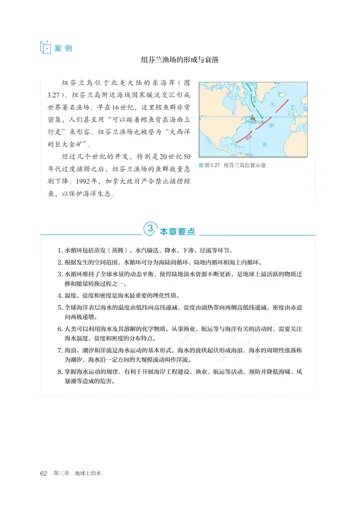 案例
纽芬兰渔场的形成与衰落
纽芬兰岛位于北美大陆的东海岸（图
3.27）。纽芬兰岛附近海域因寒暖流交汇形成
世界著名渔场。早在16世纪，这里鳕鱼群非常
密集，人们甚至用“可以踩着鳕鱼背在海面上
行走”来形容。纽芬兰渔场也被誉为“大西洋
的巨大金矿”。
经过几个世纪的开发，特别是20世纪50
年代过度捕捞之后，纽芬兰渔场的鱼群数量急
剧下降。1992年，加拿大政府严令禁止捕捞鳕
鱼，以保护海洋生态。
图3.27 纽芬兰岛位置示意
3 本章要点
1. 水循环包括蒸发（蒸腾）、水汽输送、降水、下渗、径流等环节。
2. 根据发生的空间范围，水循环可分为海陆间循环、陆地内循环和海上内循环。
3. 水循环维持了全球水量的动态平衡，使得陆地淡水资源不断更新，是地球上最活跃的物质迁
移和能量转换过程之一。
4. 温度、盐度和密度是海水最重要的理化性质。
5. 全球海洋表层海水的温度由低纬向高纬递减，盐度由副热带向两侧高低纬递减，密度由赤道
向两极递增。
6. 人类可以利用海水及其溶解的化学物质。从事渔业、航运等与海洋有关的活动时，需要关注
海水温度、盐度和密度的分布特点。
7. 海浪、潮汐和洋流是海水运动的基本形式。海水的波状起伏形成海浪，海水的周期性涨落称
为潮汐，海水沿一定方向的大规模流动叫作洋流。
8. 掌握海水运动的规律，有利于开展海岸工程建设、渔业、航运等活动，预防并降低海啸、风
暴潮等造成的危害。
62 第三章 地球上的水